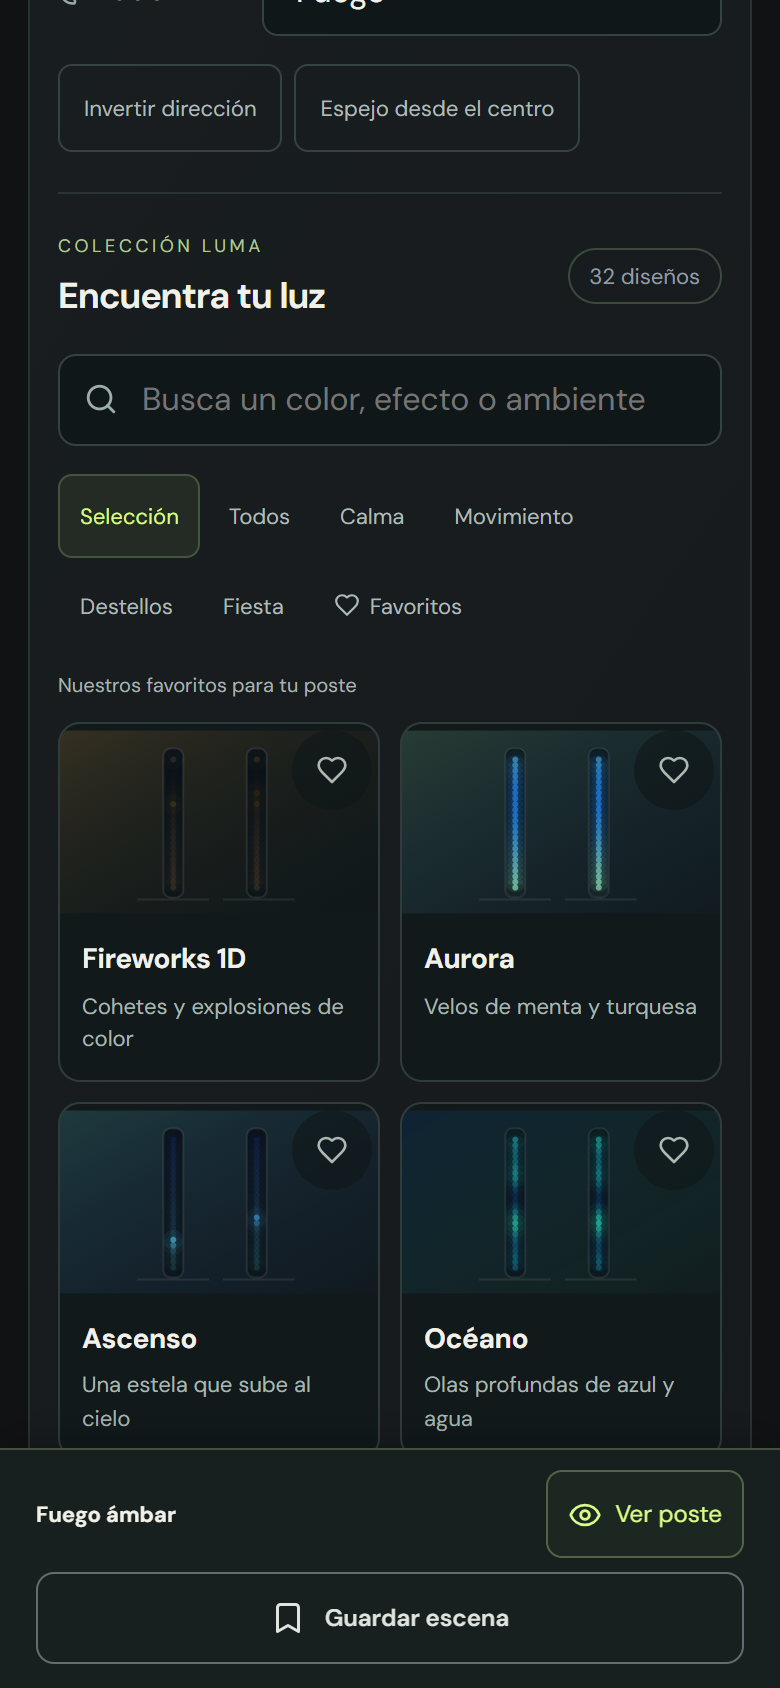 Fuego
Invertir dirección
Espejo desde el centro
COLECCIÓN LUMA
Encuentra tu luz
32 diseños
Busca un color, efecto o ambiente
Selección
Todos
Calma
Movimiento
Destellos
Fiesta
Favoritos
Nuestros favoritos para tu poste
Fireworks 1D
Cohetes y explosiones de
color
Aurora
Velos de menta y turquesa
Ascenso
Una estela que sube al
cielo
Océano
Olas profundas de azul y
agua
Fuego ámbar
Ver poste
Guardar escena